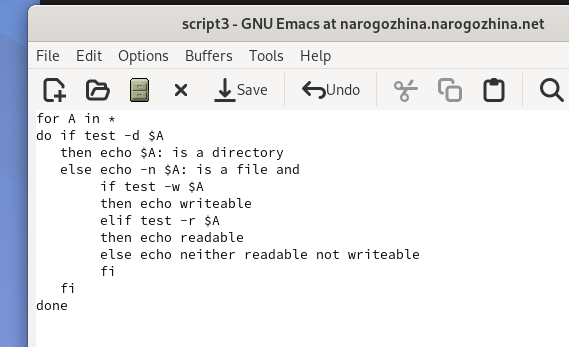 script3 - GNU Emacs at narogozhina.narogozhina.net
File Edit Options Buffers Tools Help
Save Undo
for A in *
do if test -d $A
   then echo $A: is a directory
   else echo -n $A: is a file and
        if test -w $A
        then echo writeable
        elif test -r $A
        then echo readable
        else echo neither readable not writeable
        fi
   fi
done